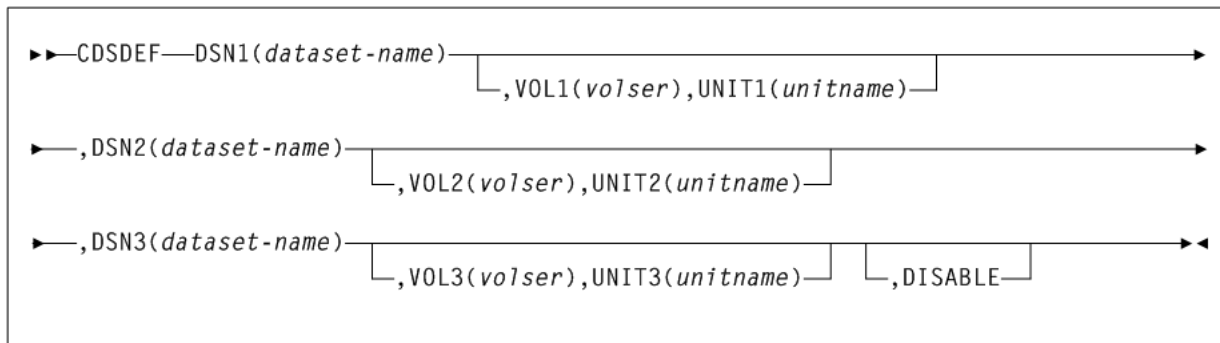 CDSDEF DSN1(dataset-name)
,VOL1(volser),UNIT1(unitname)
,DSN2(dataset-name)
,VOL2(volser),UNIT2(unitname)
,DSN3(dataset-name)
,VOL3(volser),UNIT3(unitname) ,DISABLE